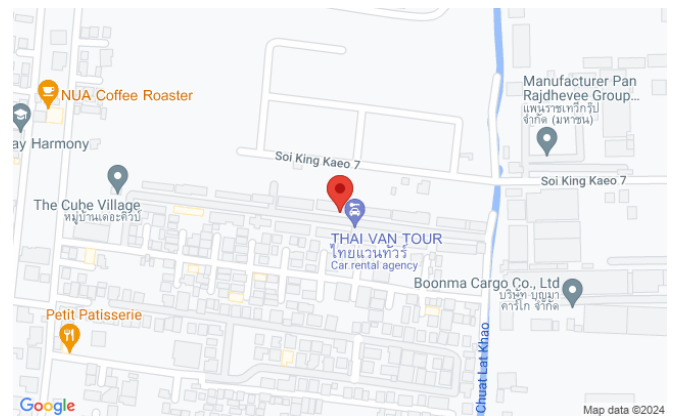 NUA Coffee Roaster
ay Harmony
Soi King Kaeo 7
Manufacturer Pan
Rajdhevee Group...
แพนราชเทวีกรุ๊ป
จำกัด (มหาชน)
Soi King Kaeo 7
The Cube Village
หมู่บ้านเดอะคิวบ์
THAI VAN TOUR
ไทยแวนทัวร์
Car rental agency
Boonma Cargo Co., Ltd
บริษัท บุญมา
คาร์โก้ จำกัด
Petit Patisserie
Chuat Lat Khao
Google
Map data ©2024